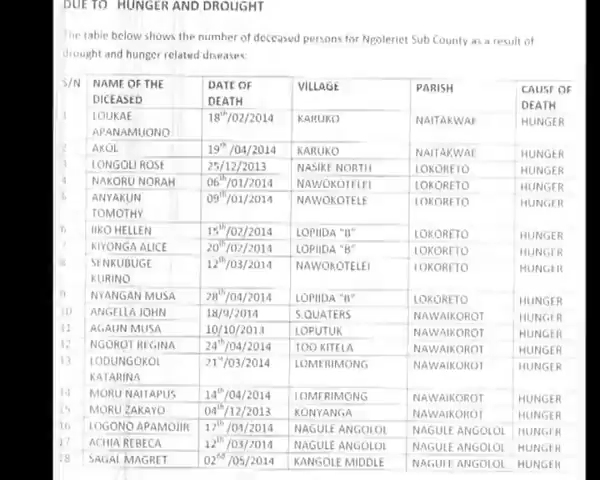 DUE TO HUNGER AND DROUGHT
The table below shows the number of deceased persons for Ngoleriet Sub County as a result of
drought and hunger related diseases
S/N NAME OF THE DICEASED DATE OF DEATH VILLAGE PARISH CAUSE OF DEATH
1 LOUKAE APANAMUONO 18th/02/2014 KARUKO NAITAKWAE HUNGER
2 AKOL 19th /04/2014 KARUKO NAITAKWAE HUNGER
3 LONGOLI ROSE 25/12/2013 NASIKE NORTH LOKORETO HUNGER
4 NAKORU NORAH 06th/01/2014 NAWOKOTELEI LOKORETO HUNGER
5 ANYAKUN TOMOTHY 09th/01/2014 NAWOKOTELE LOKORETO HUNGER
6 IIKO HELLEN 15th/02/2014 LOPIIDA "B" LOKORETO HUNGER
7 KIYONGA ALICE 20th/02/2014 LOPIIDA "B" LOKORETO HUNGER
8 SENKUBUGE KURINO 12th/03/2014 NAWOKOTELEI LOKORETO HUNGER
9 NYANGAN MUSA 28th/04/2014 LOPIIDA "B" LOKORETO HUNGER
10 ANGELLA JOHN 18/9/2014 S.QUATERS NAWAIKOROT HUNGER
11 AGAUN MUSA 10/10/2013 LOPUTUK NAWAIKOROT HUNGER
12 NGOROT REGINA 24th/04/2014 TOO KITELA NAWAIKOROT HUNGER
13 LODUNGOKOL KATARINA 21st/03/2014 LOMERIMONG NAWAIKOROT HUNGER
14 MORU NAITAPUS 14th/04/2014 LOMERIMONG NAWAIKOROT HUNGER
15 MORU ZAKAYO 04th/12/2013 KONYANGA NAWAIKOROT HUNGER
16 LOGONO APAMOJIR 17th/04/2014 NAGULE ANGOLOL NAGULE ANGOLOL HUNGER
17 ACHIA REBECA 12th/03/2014 NAGULE ANGOLOL NAGULE ANGOLOL HUNGER
18 SAGAL MAGRET 02nd/05/2014 KANGOLE MIDDLE NAGULE ANGOLOL HUNGER